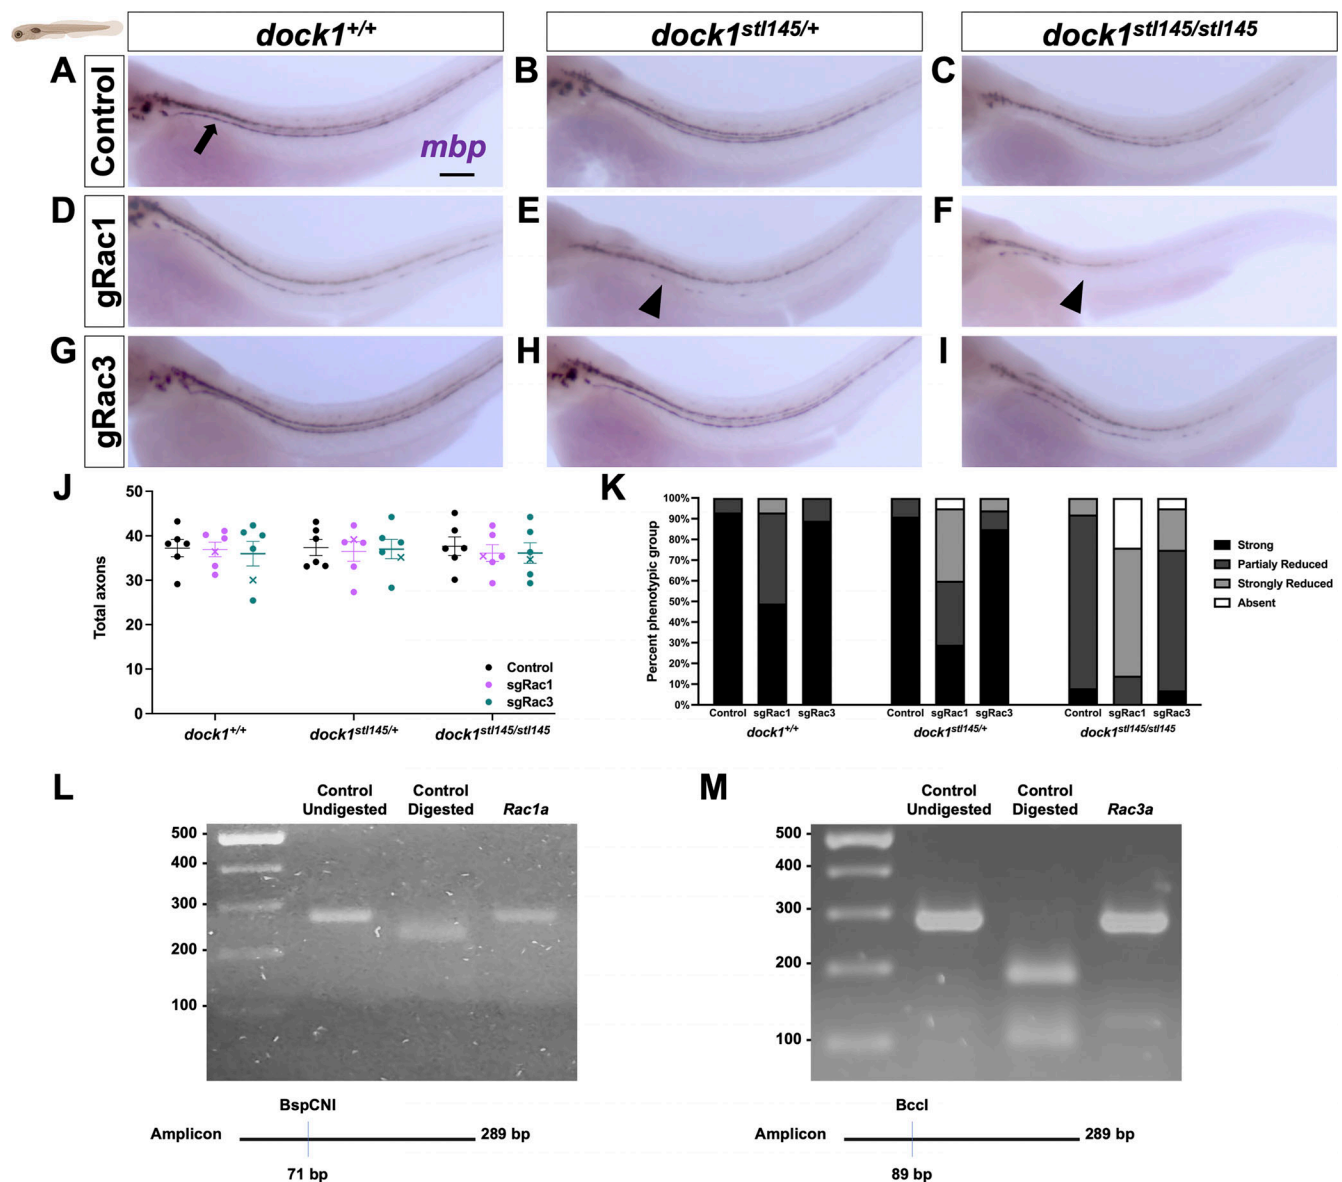 dock1+/+
dock1stl145/+
dock1stl145/stl145
A
B
C
Control
mbp
D
E
F
gRac1
G
H
I
gRac3
J
50
40
30
20
10
0
Total axons
Control
sgRac1
sgRac3
dock1+/+
dock1stl145/+
dock1stl145/stl145
K
100%
90%
80%
70%
60%
50%
40%
30%
20%
10%
0%
Percent phenotypic group
Strong
Partialy Reduced
Strongly Reduced
Absent
Control sgRac1 sgRac3
Control sgRac1 sgRac3
Control sgRac1 sgRac3
dock1+/+
dock1stl145/+
dock1stl145/stl145
L
Control Undigested
Control Digested
Rac1a
500
400
300
200
100
BspCNI
Amplicon
289 bp
71 bp
M
Control Undigested
Control Digested
Rac3a
500
400
300
200
100
BccI
Amplicon
289 bp
89 bp